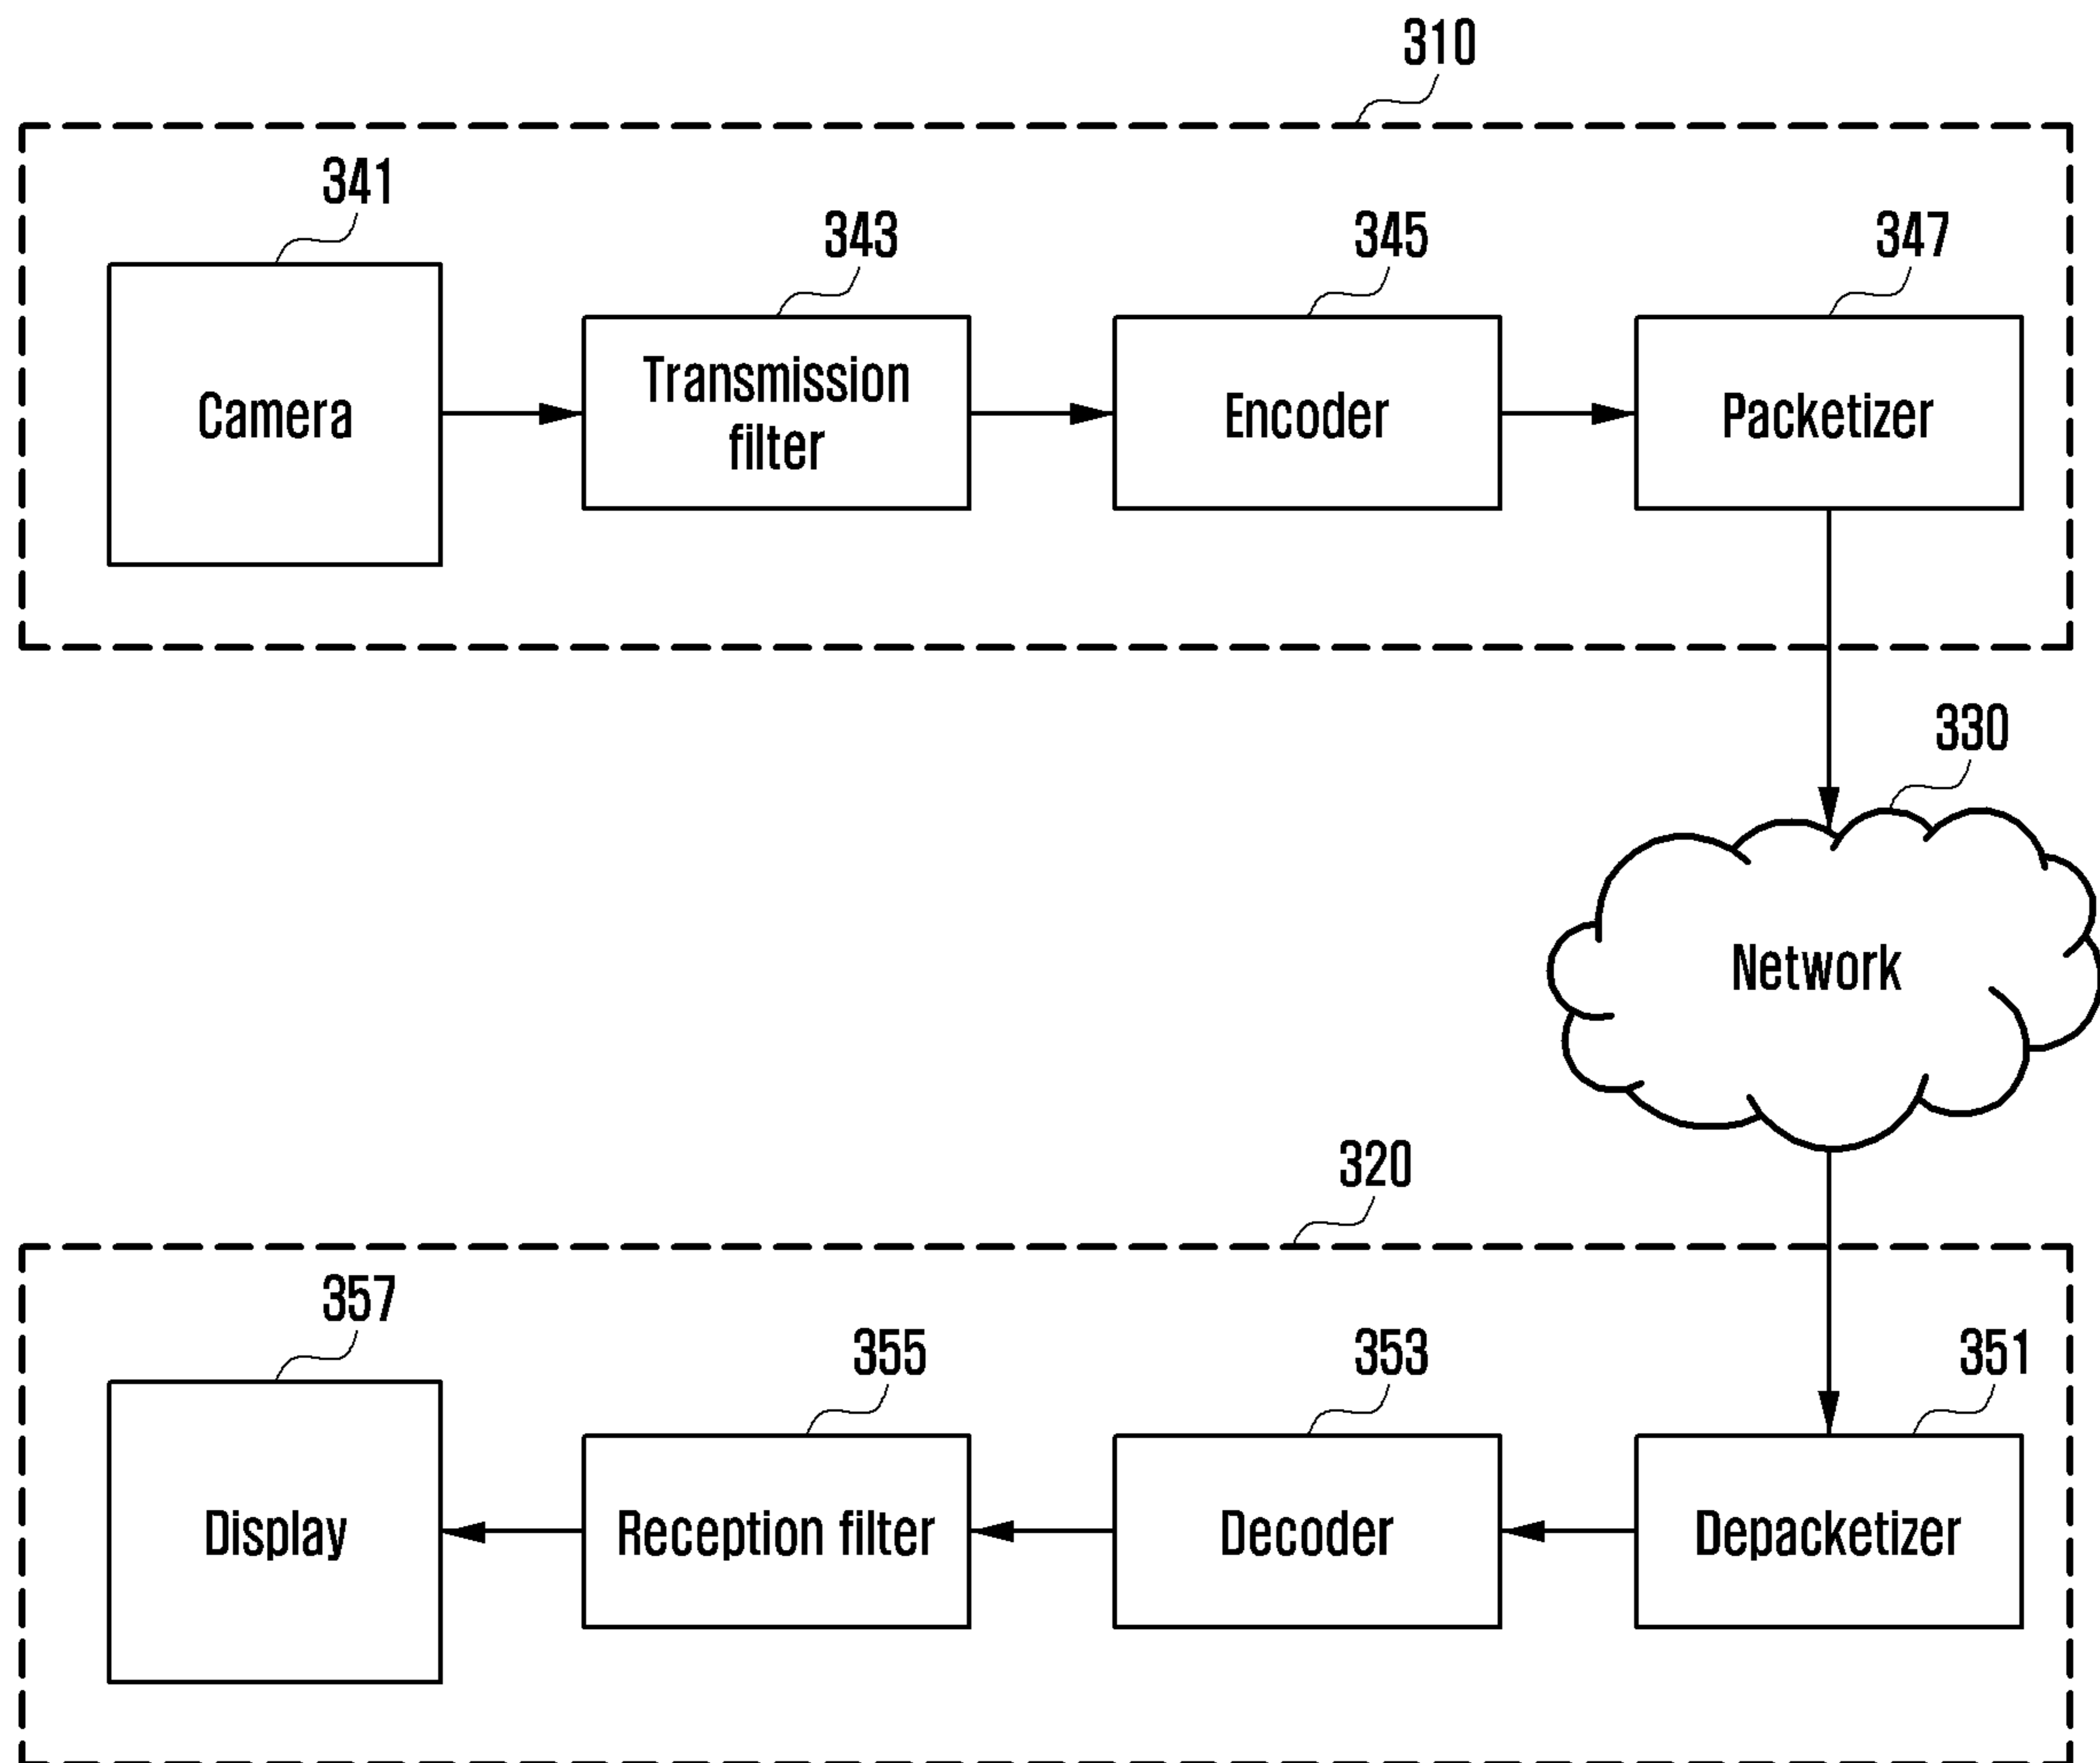 310
341
343
345
347
Camera
Transmission
filter
Encoder
Packetizer
330
Network
320
357
355
353
351
Display
Reception filter
Decoder
Depacketizer